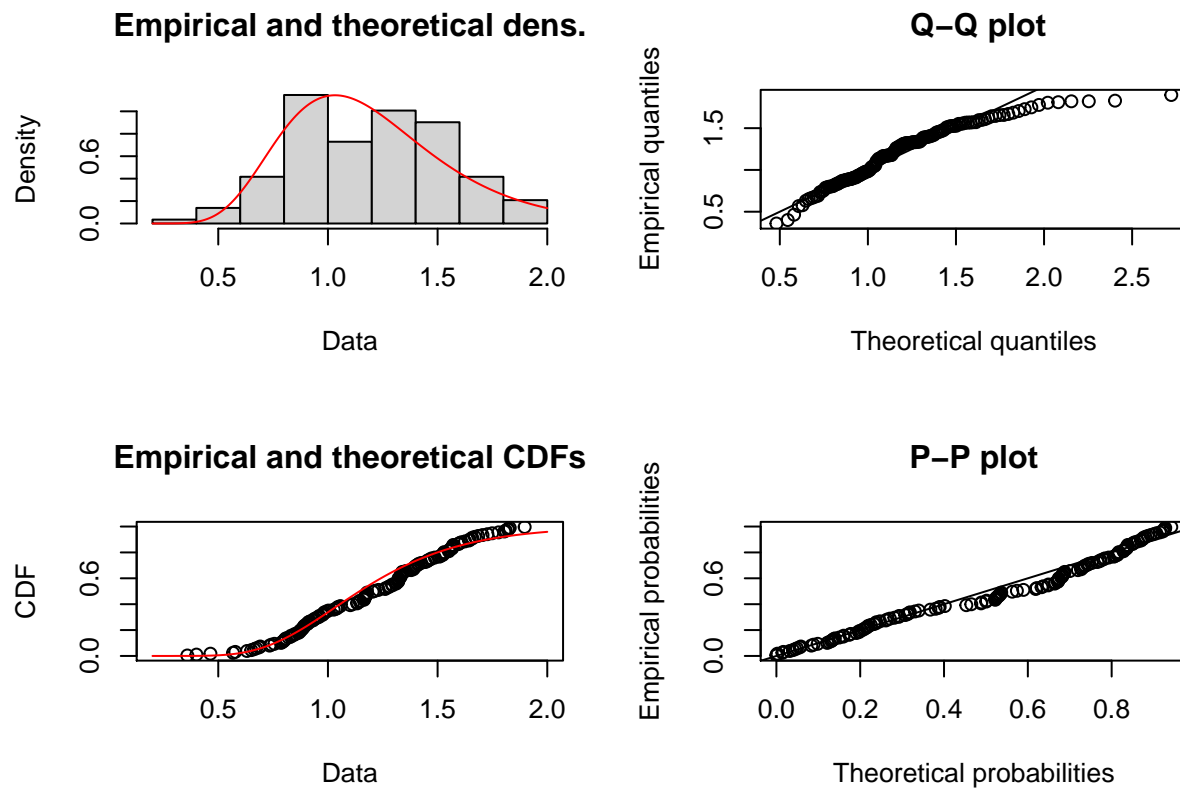 Empirical and theoretical dens.
Density
0.0 0.6
0.5 1.0 1.5 2.0
Data
Q−Q plot
Empirical quantiles
0.5 1.5
0.5 1.0 1.5 2.0 2.5
Theoretical quantiles
Empirical and theoretical CDFs
CDF
0.0 0.6
0.5 1.0 1.5 2.0
Data
P−P plot
Empirical probabilities
0.0 0.6
0.0 0.2 0.4 0.6 0.8
Theoretical probabilities